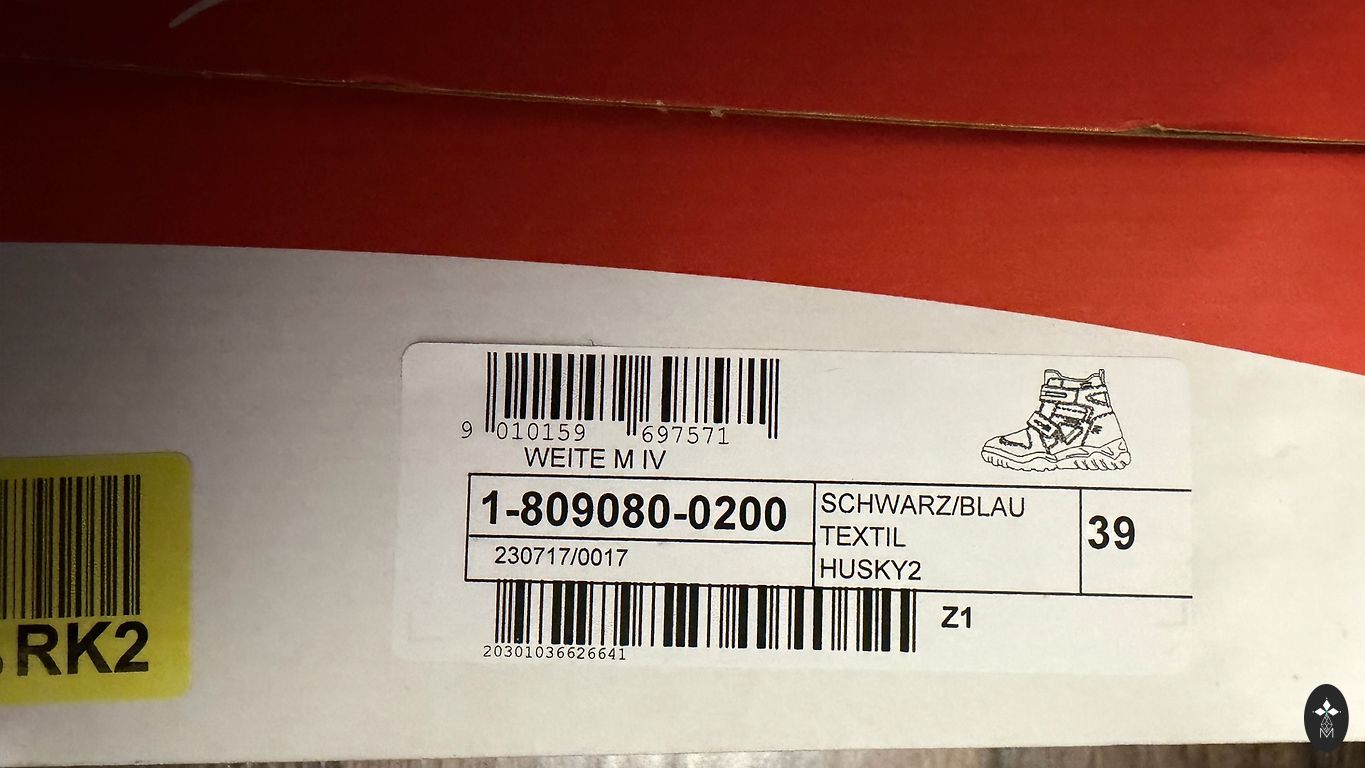 9 010159 697571
WEITE M IV
1-809080-0200
230717/0017
SCHWARZ/BLAU
TEXTIL
HUSKY2
39
Z1
20301036626641
RK2
M